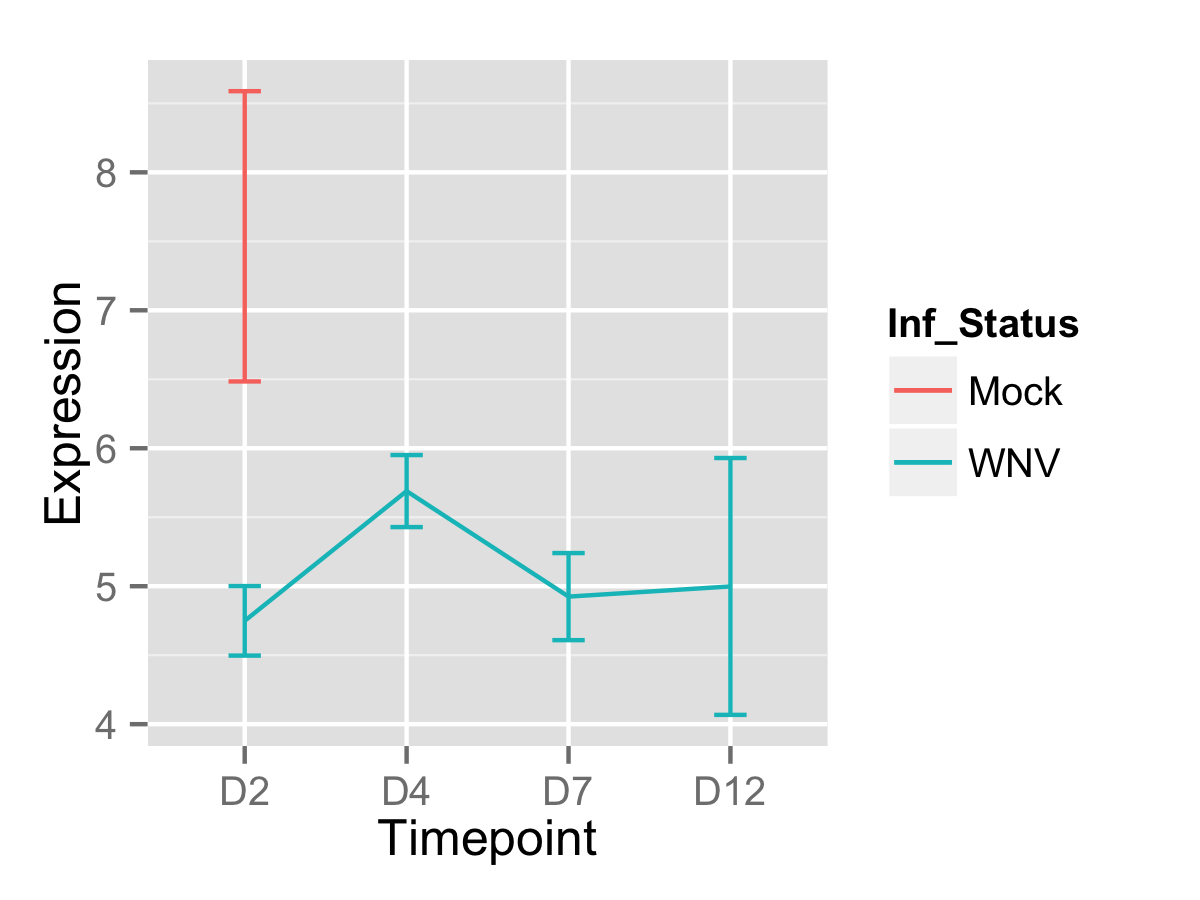 Expression
8
7
6
5
4
D2 D4 D7 D12
Timepoint
Inf_Status
Mock
WNV